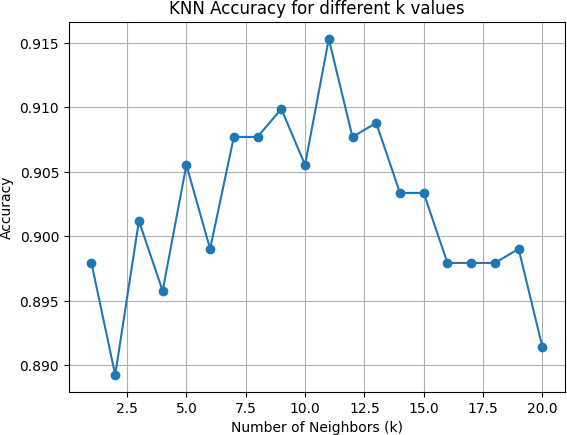 KNN Accuracy for different k values
0.915
0.910
0.905
0.900
0.895
0.890
Accuracy
2.5 5.0 7.5 10.0 12.5 15.0 17.5 20.0
Number of Neighbors (k)